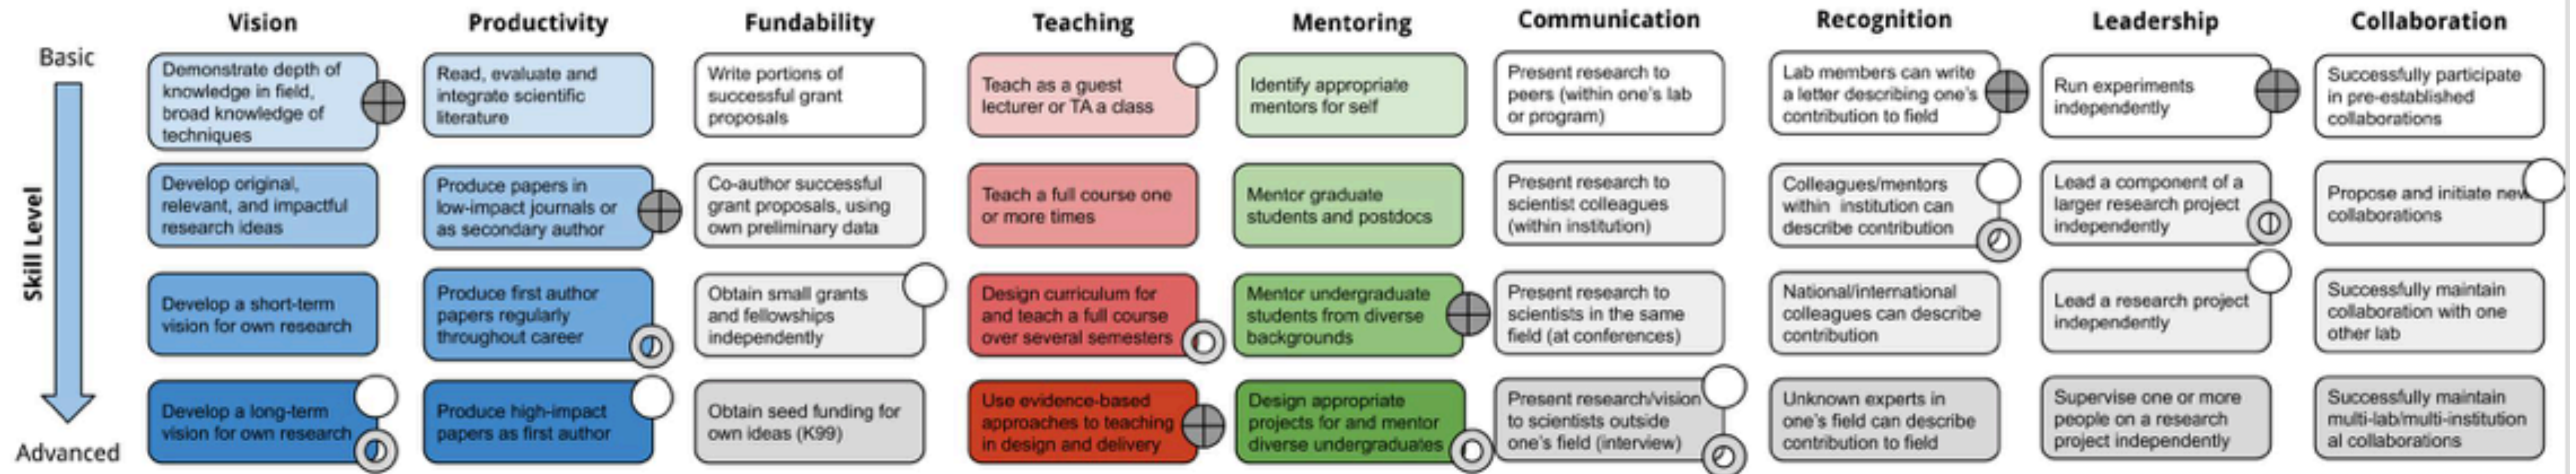 Vision
Productivity
Fundability
Teaching
Mentoring
Communication
Recognition
Leadership
Collaboration
Basic
Skill Level
Advanced
Demonstrate depth of
knowledge in field,
broad knowledge of
techniques
Read, evaluate and
integrate scientific
literature
Write portions of
successful grant
proposals
Teach as a guest
lecturer or TA a class
Identify appropriate
mentors for self
Present research to
peers (within one's lab
or program)
Lab members can write
a letter describing one's
contribution to field
Run experiments
independently
Successfully participate
in pre-established
collaborations
Develop original,
relevant, and impactful
research ideas
Produce papers in
low-impact journals or
as secondary author
Co-author successful
grant proposals, using
own preliminary data
Teach a full course one
or more times
Mentor graduate
students and postdocs
Present research to
scientist colleagues
(within institution)
Colleagues/mentors
within institution can
describe contribution
Lead a component of a
larger research project
independently
Propose and initiate new
collaborations
Develop a short-term
vision for own research
Produce first author
papers regularly
throughout career
Obtain small grants
and fellowships
independently
Design curriculum for
and teach a full course
over several semesters
Mentor undergraduate
students from diverse
backgrounds
Present research to
scientists in the same
field (at conferences)
National/international
colleagues can describe
contribution
Lead a research project
independently
Successfully maintain
collaboration with one
other lab
Develop a long-term
vision for own research
Produce high-impact
papers as first author
Obtain seed funding for
own ideas (K99)
Use evidence-based
approaches to teaching
in design and delivery
Design appropriate
projects for and mentor
diverse undergraduates
Present research/vision
to scientists outside
one's field (interview)
Unknown experts in
one's field can describe
contribution to field
Supervise one or more
people on a research
project independently
Successfully maintain
multi-lab/multi-institution
al collaborations